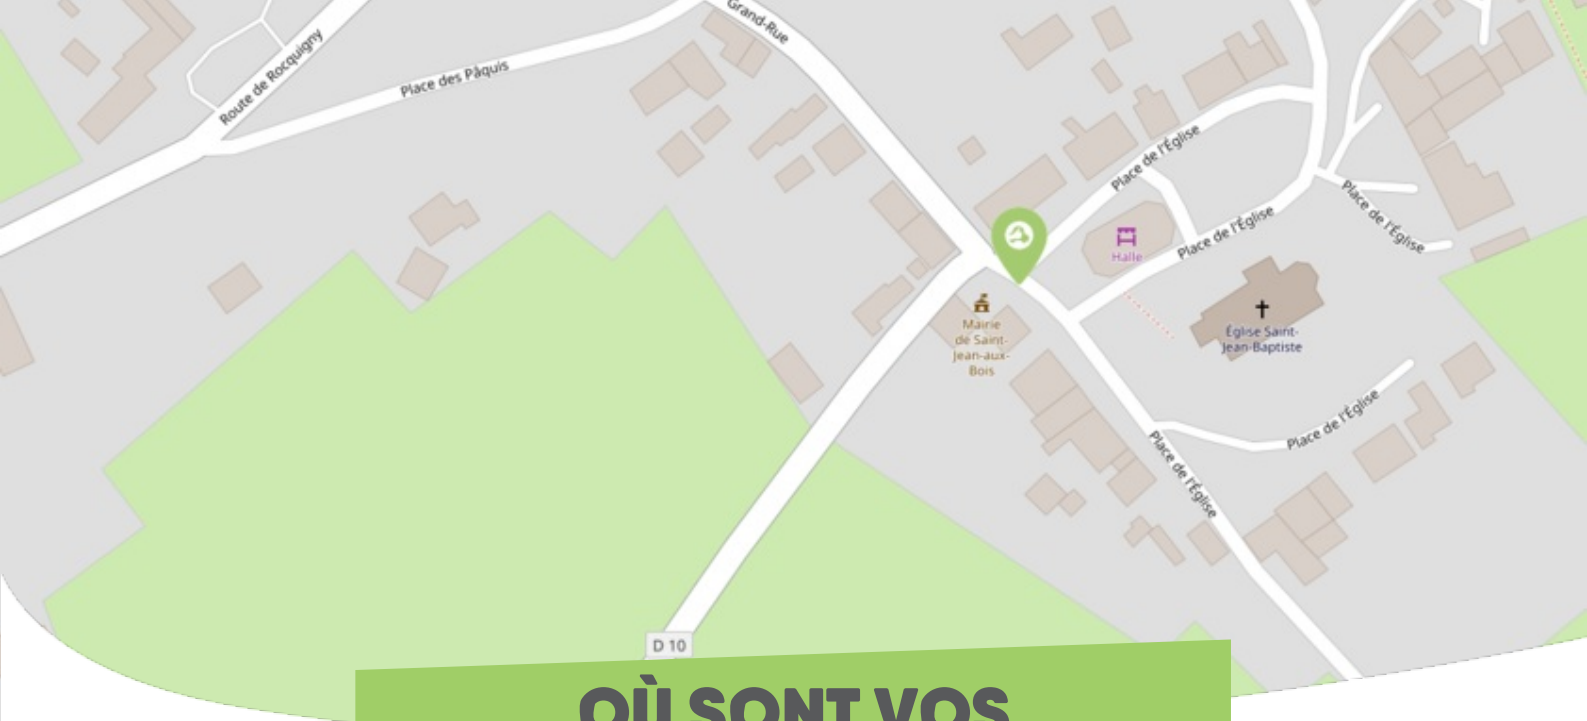 Grand-Rue
Route de Rocquigny
Place des Pâquis
Place de l'Église
Place de l'Église
Place de l'Église
Halle
Mairie
de Saint-
Jean-aux-
Bois
Église Saint-
Jean-Baptiste
Place de l'Église
Place de l'Église
D 10
OÙ SONT VOS